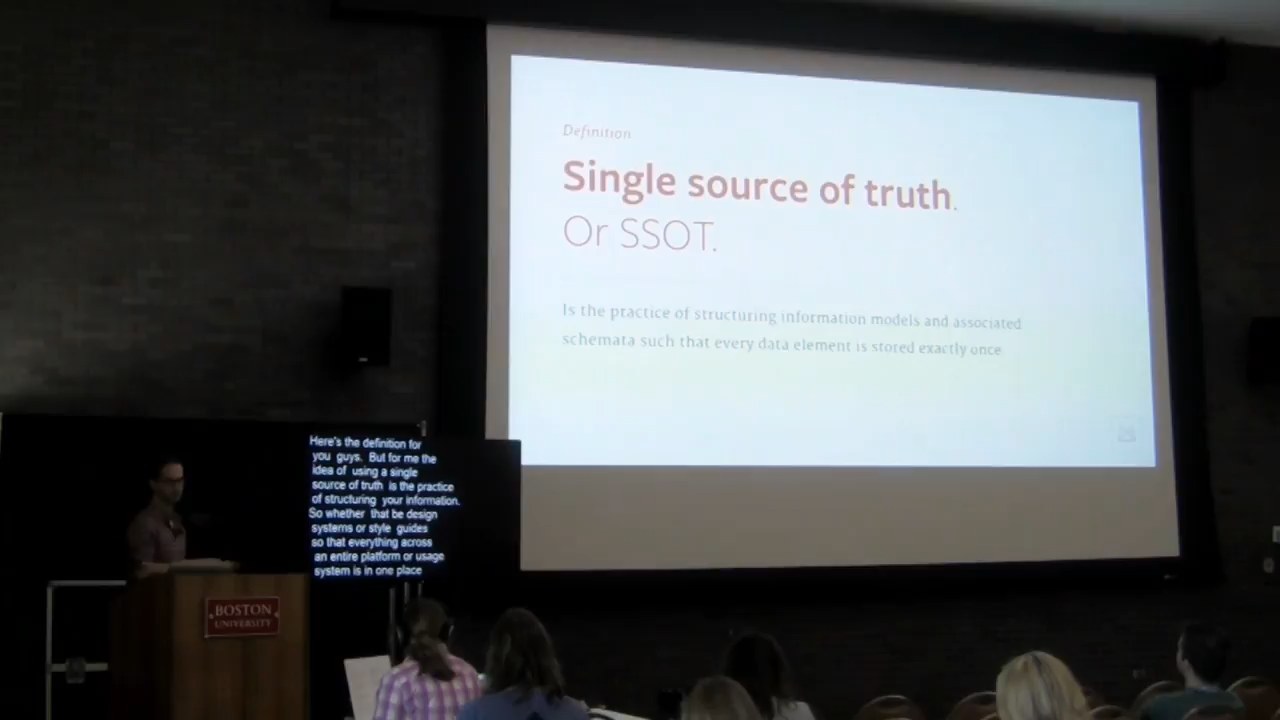 Definition
Single source of truth.
Or SSOT.
Is the practice of structuring information models and associated
schemata such that every data element is stored exactly once
Here's the definition for
you guys. But for me the
idea of using a single
source of truth is the practice
of structuring your information.
So whether that be design
systems or style guides
so that everything across
an entire platform or usage
system is in one place
BOSTON
UNIVERSITY